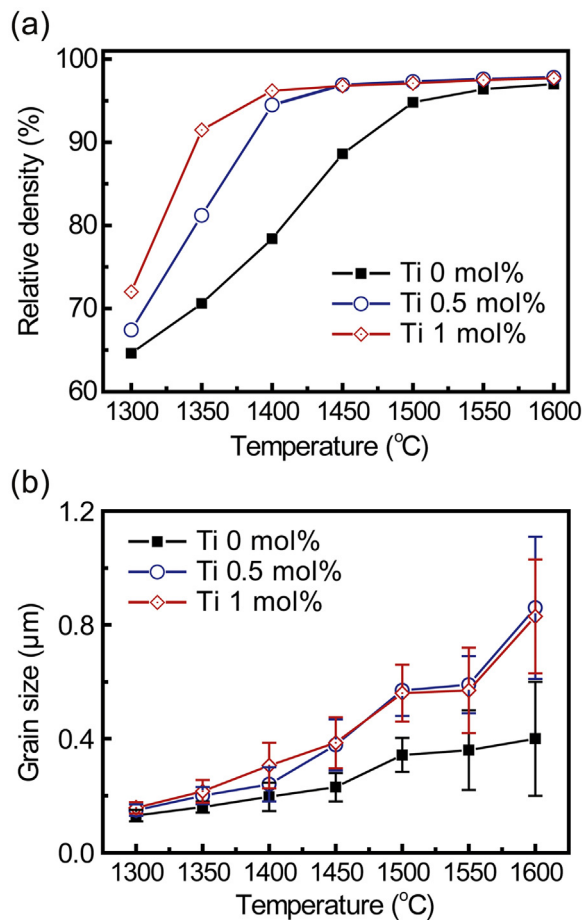 (a)
100
90
80
70
60
Relative density (%)
Ti 0 mol%
Ti 0.5 mol%
Ti 1 mol%
1300 1350 1400 1450 1500 1550 1600
Temperature (°C)
(b)
1.2
0.8
0.4
0.0
Grain size (μm)
Ti 0 mol%
Ti 0.5 mol%
Ti 1 mol%
1300 1350 1400 1450 1500 1550 1600
Temperature (°C)